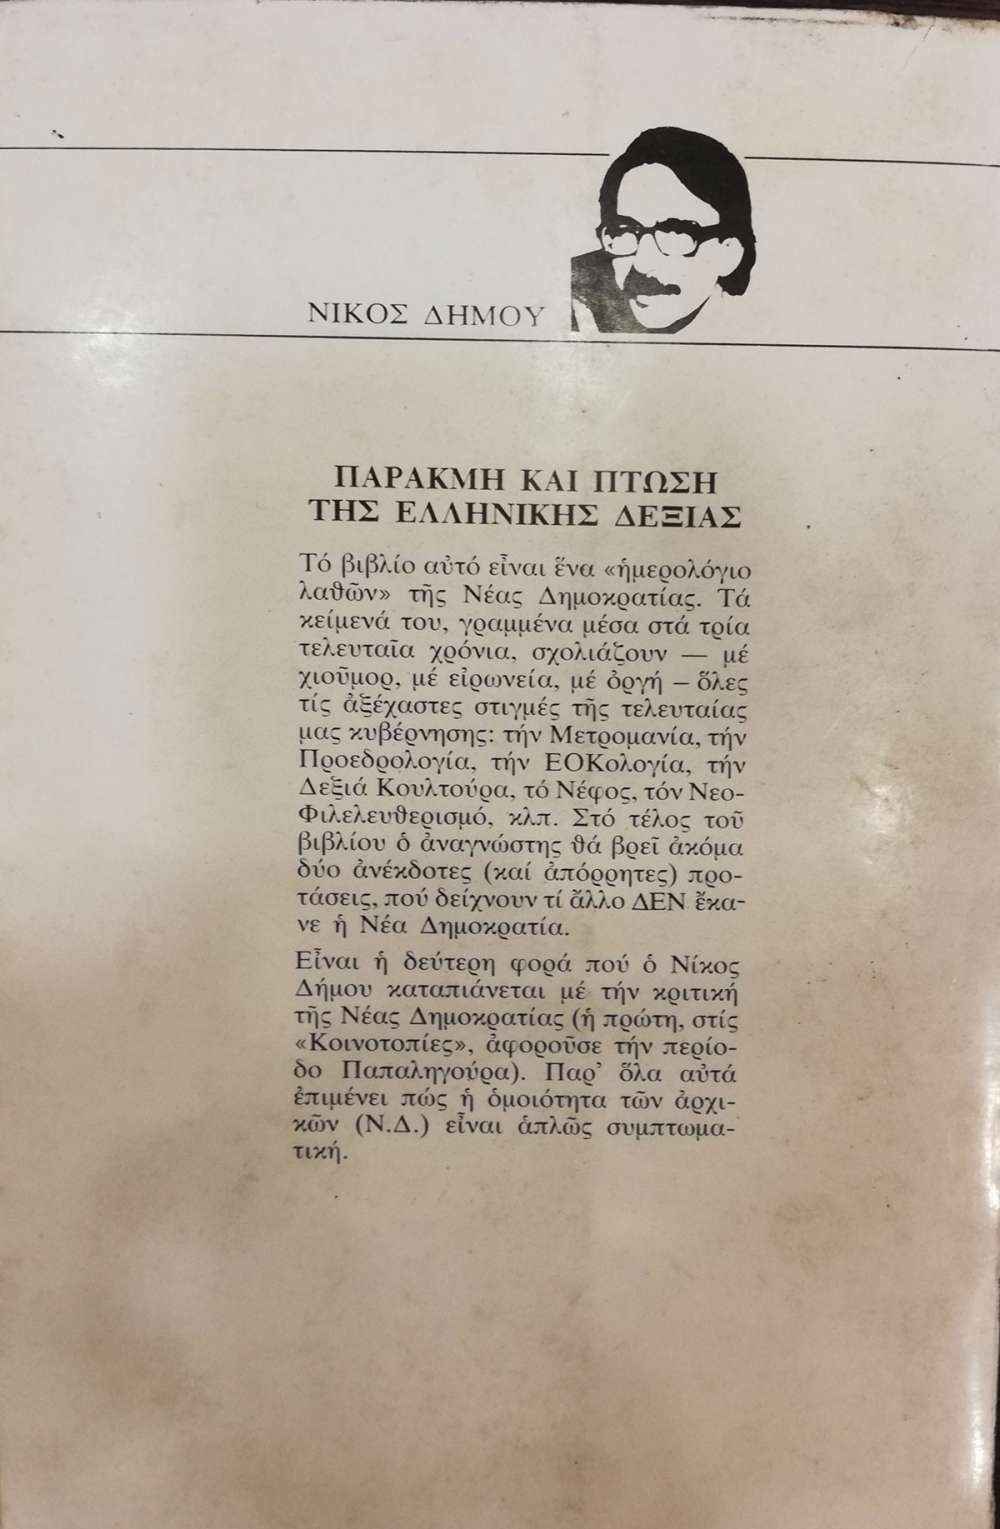 ΝΙΚΟΣ ΔΗΜΟΥ
ΠΑΡΑΚΜΗ ΚΑΙ ΠΤΩΣΗ
ΤΗΣ ΕΛΛΗΝΙΚΗΣ ΔΕΞΙΑΣ
Τό βιβλίο αὐτό εἶναι ἕνα «ἡμερολόγιο
λαθῶν» τῆς Νέας Δημοκρατίας. Τά
κείμενά του, γραμμένα μέσα στά τρία
τελευταῖα χρόνια, σχολιάζουν — μέ
χιοῦμορ, μέ εἰρωνεία, μέ ὀργή – ὅλες
τίς ἀξέχαστες στιγμές τῆς τελευταίας
μας κυβέρνησης: τήν Μετρομανία, τήν
Προεδρολογία, τήν ΕΟΚολογία, τήν
Δεξιά Κουλτούρα, τό Νέφος, τόν Νεο-
Φιλελευθερισμό, κλπ. Στό τέλος τοῦ
βιβλίου ὁ ἀναγνώστης θά βρεῖ ἀκόμα
δύο ἀνέκδοτες (καί ἀπόρρητες) προ-
τάσεις, πού δείχνουν τί ἄλλο ΔΕΝ ἔκα-
νε ἡ Νέα Δημοκρατία.
Εἶναι ἡ δεύτερη φορά πού ὁ Νίκος
Δήμου καταπιάνεται μέ τήν κριτική
τῆς Νέας Δημοκρατίας (ἡ πρώτη, στίς
«Κοινοτοπίες», ἀφοροῦσε τήν περίο-
δο Παπαληγούρα). Παρ’ ὅλα αὐτά
ἐπιμένει πώς ἡ ὁμοιότητα τῶν ἀρχι-
κῶν (Ν.Δ.) εἶναι ἁπλῶς συμπτωμα-
τική.